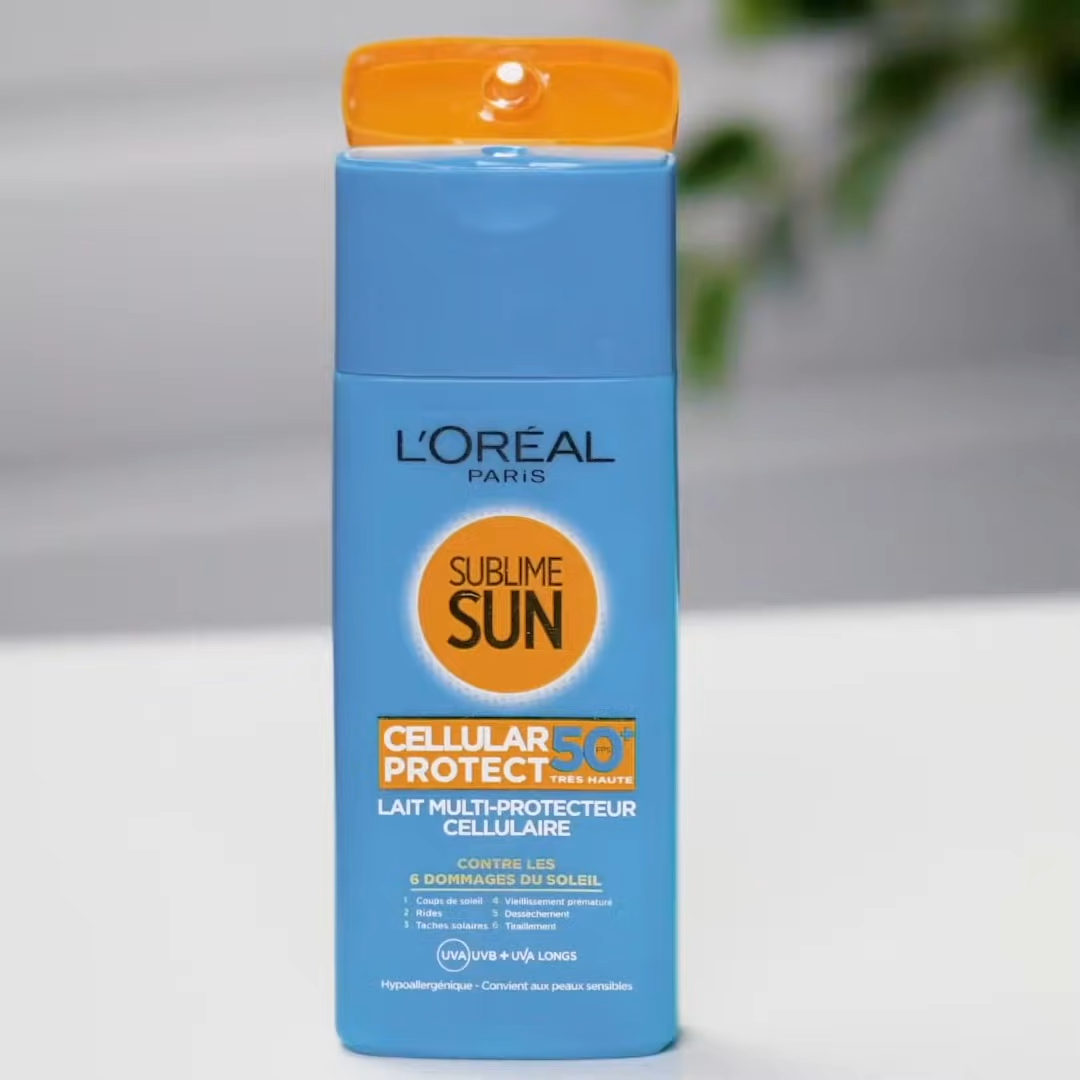 L'ORÉAL
PARiS
SUBLIME
SUN
CELLULAR
PROTECT
50+
FPS
TRÈS HAUTE
LAIT MULTI-PROTECTEUR
CELLULAIRE
CONTRE LES
6 DOMMAGES DU SOLEIL
1 Coups de soleil 4 Vieillissement prématuré
2 Rides 5 Dessèchement
3 Taches solaires 6 Tiraillement
UVA UVB + UVA LONGS
Hypoallergénique - Convient aux peaux sensibles